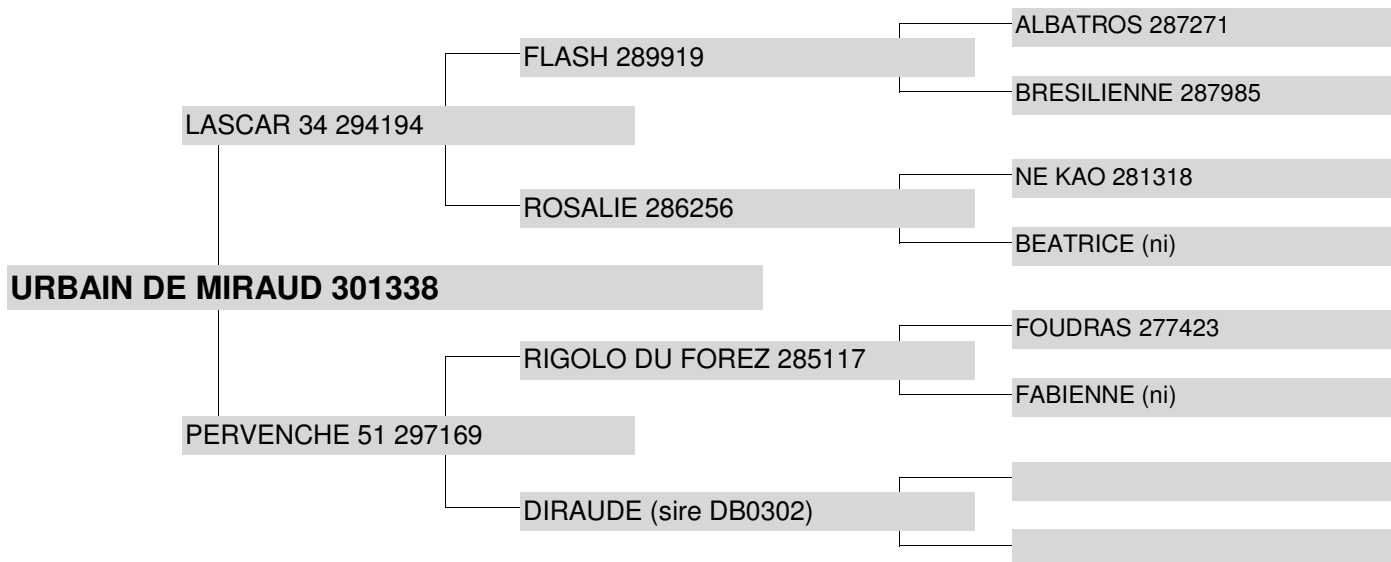 ALBATROS 287271
FLASH 289919
BRESILIENNE 287985
LASCAR 34 294194
NE KAO 281318
ROSALIE 286256
BEATRICE (ni)
URBAIN DE MIRAUD 301338
FOUDRAS 277423
RIGOLO DU FOREZ 285117
FABIENNE (ni)
PERVENCHE 51 297169
DIRAUDE (sire DB0302)